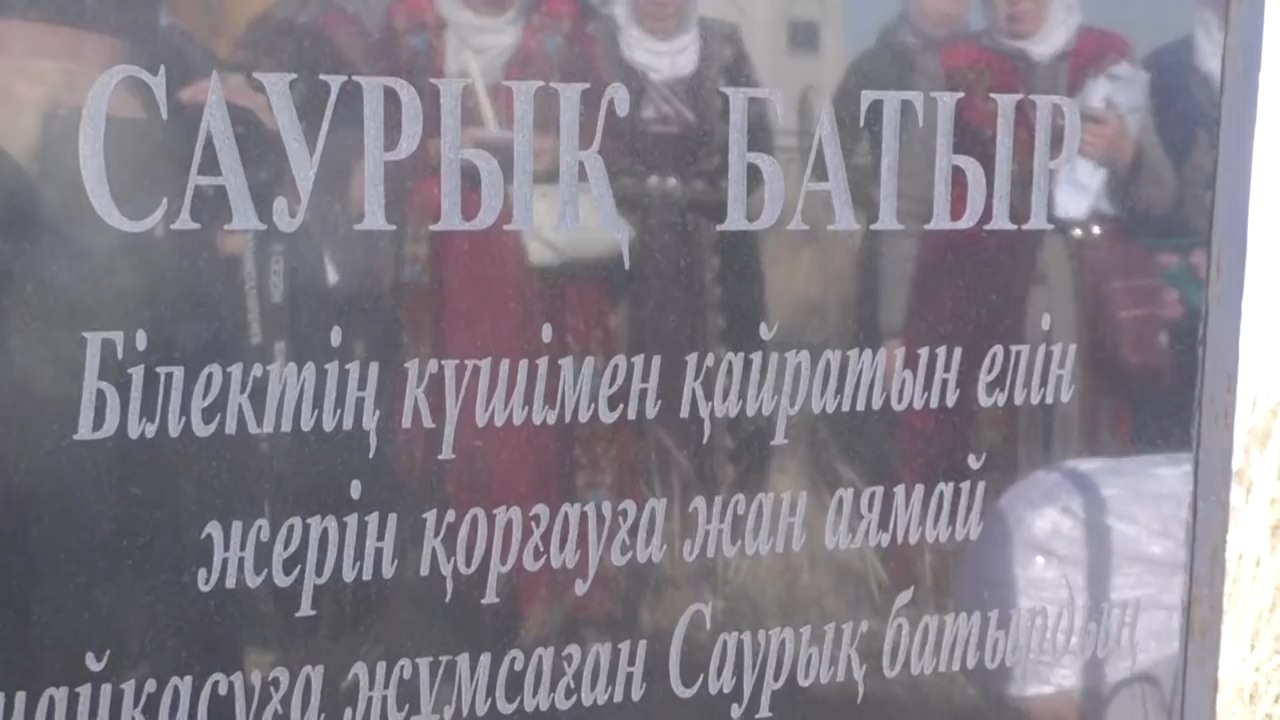 САУРЫҚ БАТЫР
Білектің күшімен қайратын елін
жерін қорғауға жан аямай
жұмсаған Саурық батырдың